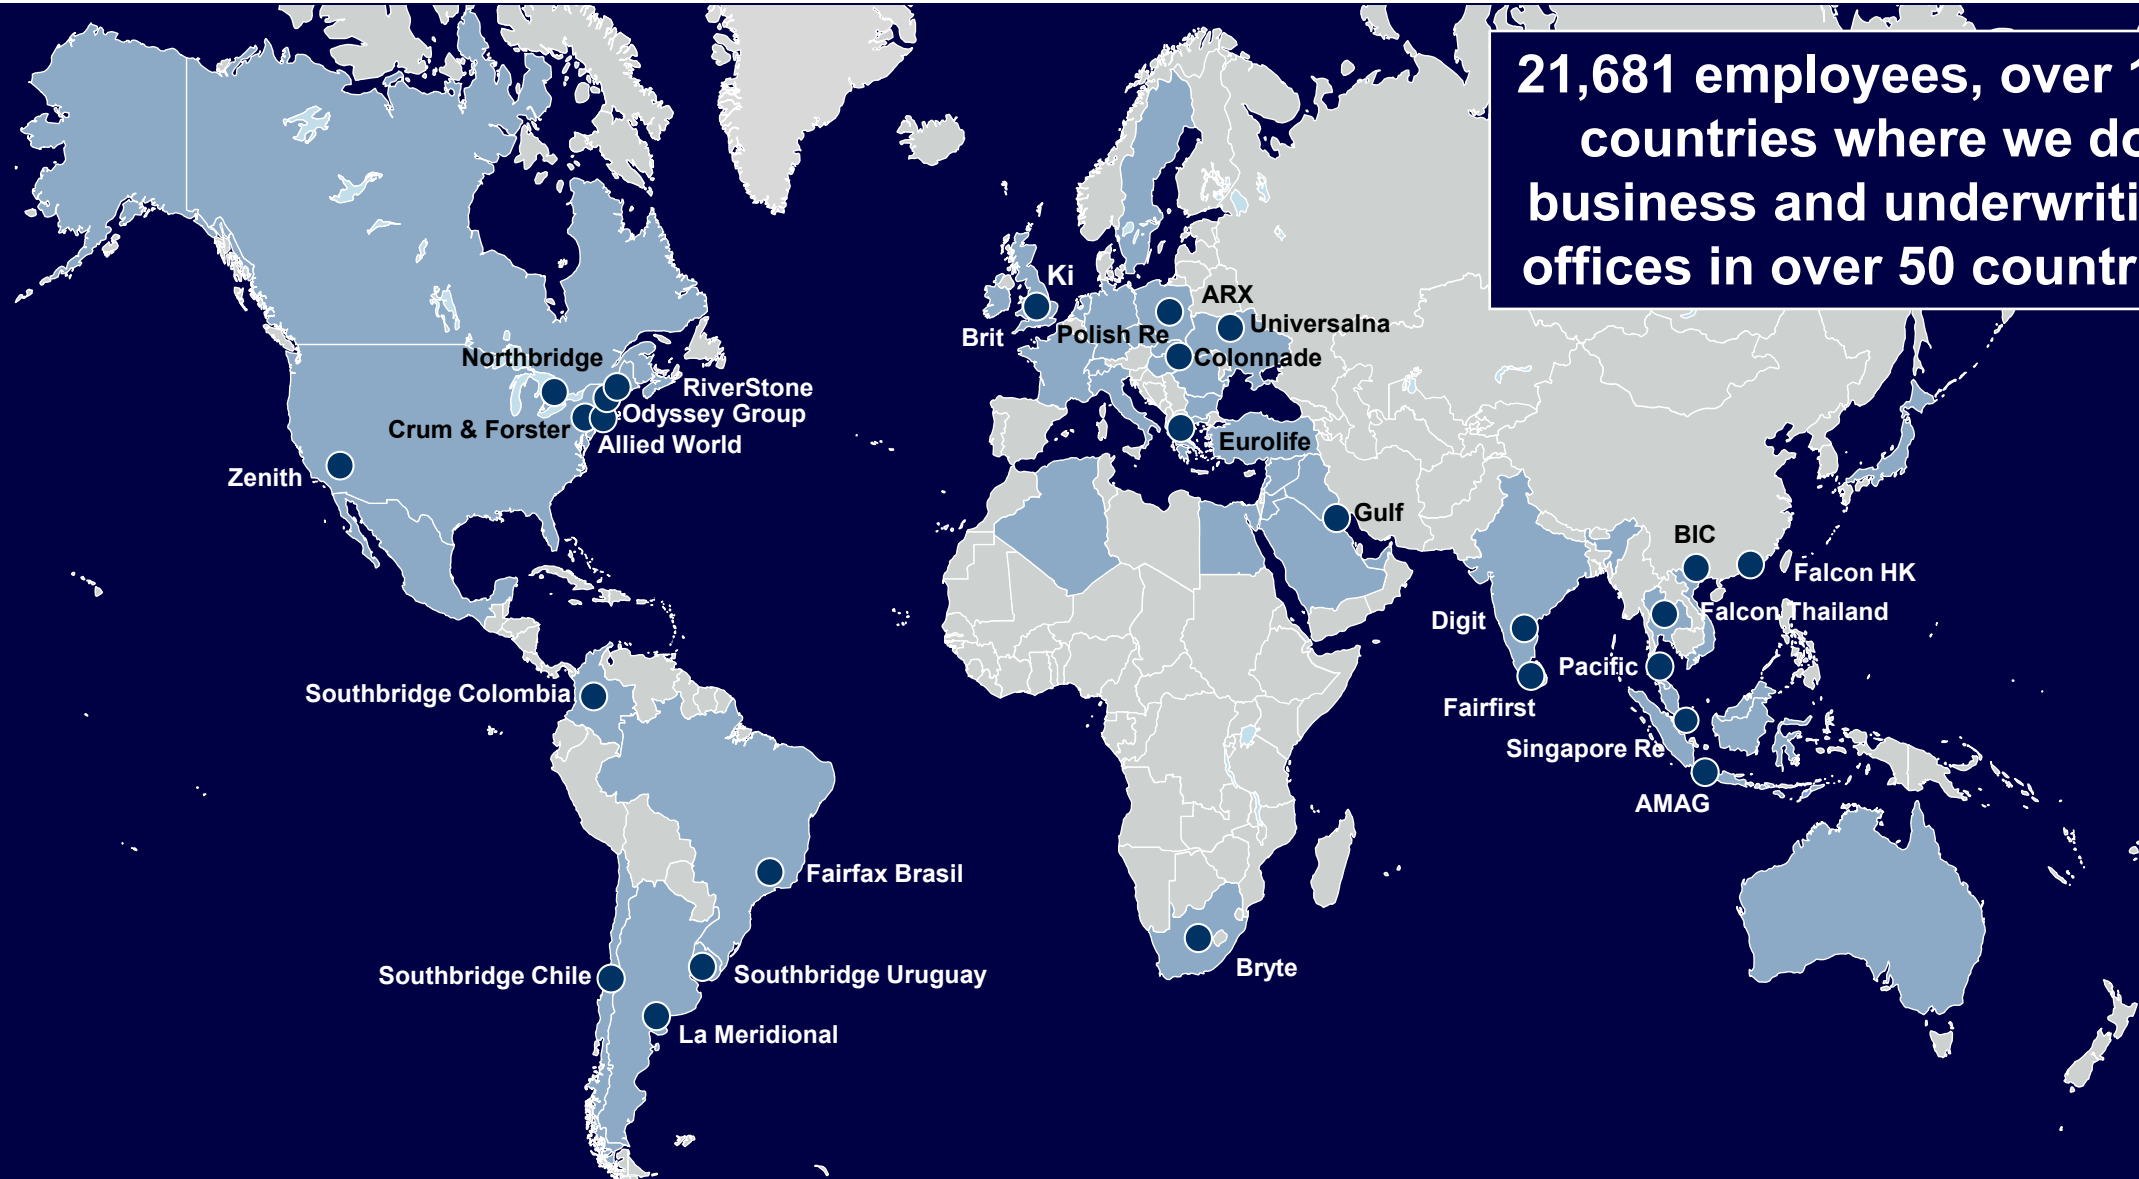 21,681 employees, over
countries where we do
business and
offices in over 50
Ki
ARX
Brit
Polish Re
Universalna
Colonnade
Northbridge
RiverStone
Odyssey Group
Crum & Forster
Allied World
Eurolife
Zenith
Gulf
BIC
Falcon HK
Falcon Thailand
Digit
Pacific
Southbridge Colombia
Fairfirst
Singapore Re
AMAG
Fairfax Brasil
Bryte
Southbridge Chile
Southbridge Uruguay
La Meridional